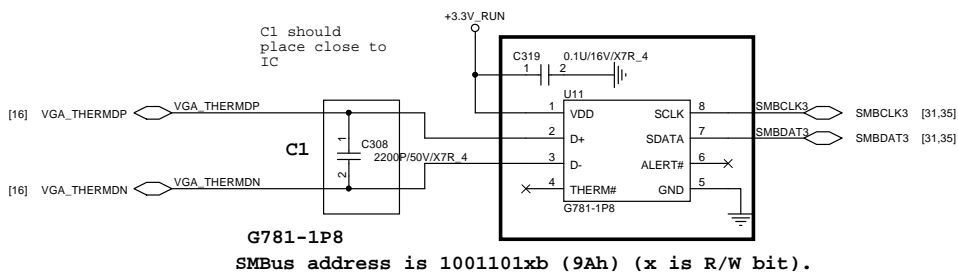 +3.3V_RUN
C1 should
place close to
IC
C319 0.1U/16V/X7R_4
1 2
U11
[16] VGA_THERMDP VGA_THERMDP
1 VDD SCLK 8 SMBCLK3 SMBCLK3 [31,35]
2 D+ SDATA 7 SMBDAT3 SMBDAT3 [31,35]
C1 1 C308
2200P/50V/X7R_4
2
3 D- ALERT# 6
[16] VGA_THERMDN VGA_THERMDN
4 THERM# GND 5
G781-1P8
G781-1P8
SMBus address is 1001101xb (9Ah) (x is R/W bit).